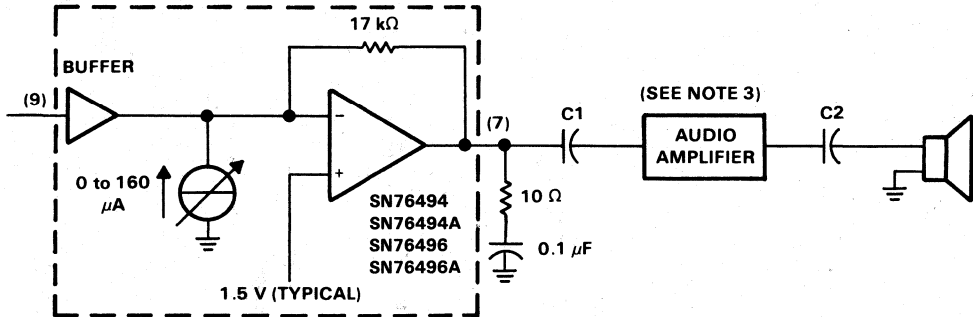 17 kΩ
BUFFER
(9)
−
+
(7)
C1
(SEE NOTE 3)
AUDIO
AMPLIFIER
C2
0 to 160
μA
10 Ω
0.1 μF
SN76494
SN76494A
SN76496
SN76496A
1.5 V (TYPICAL)